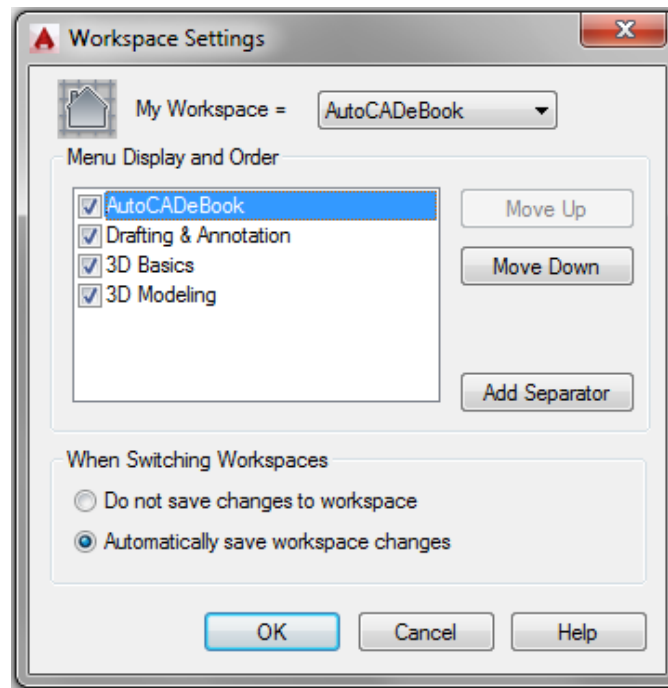 Workspace Settings
My Workspace = AutoCADeBook
Menu Display and Order
AutoCADeBook
Drafting & Annotation
3D Basics
3D Modeling
Move Up
Move Down
Add Separator
When Switching Workspaces
Do not save changes to workspace
Automatically save workspace changes
OK Cancel Help